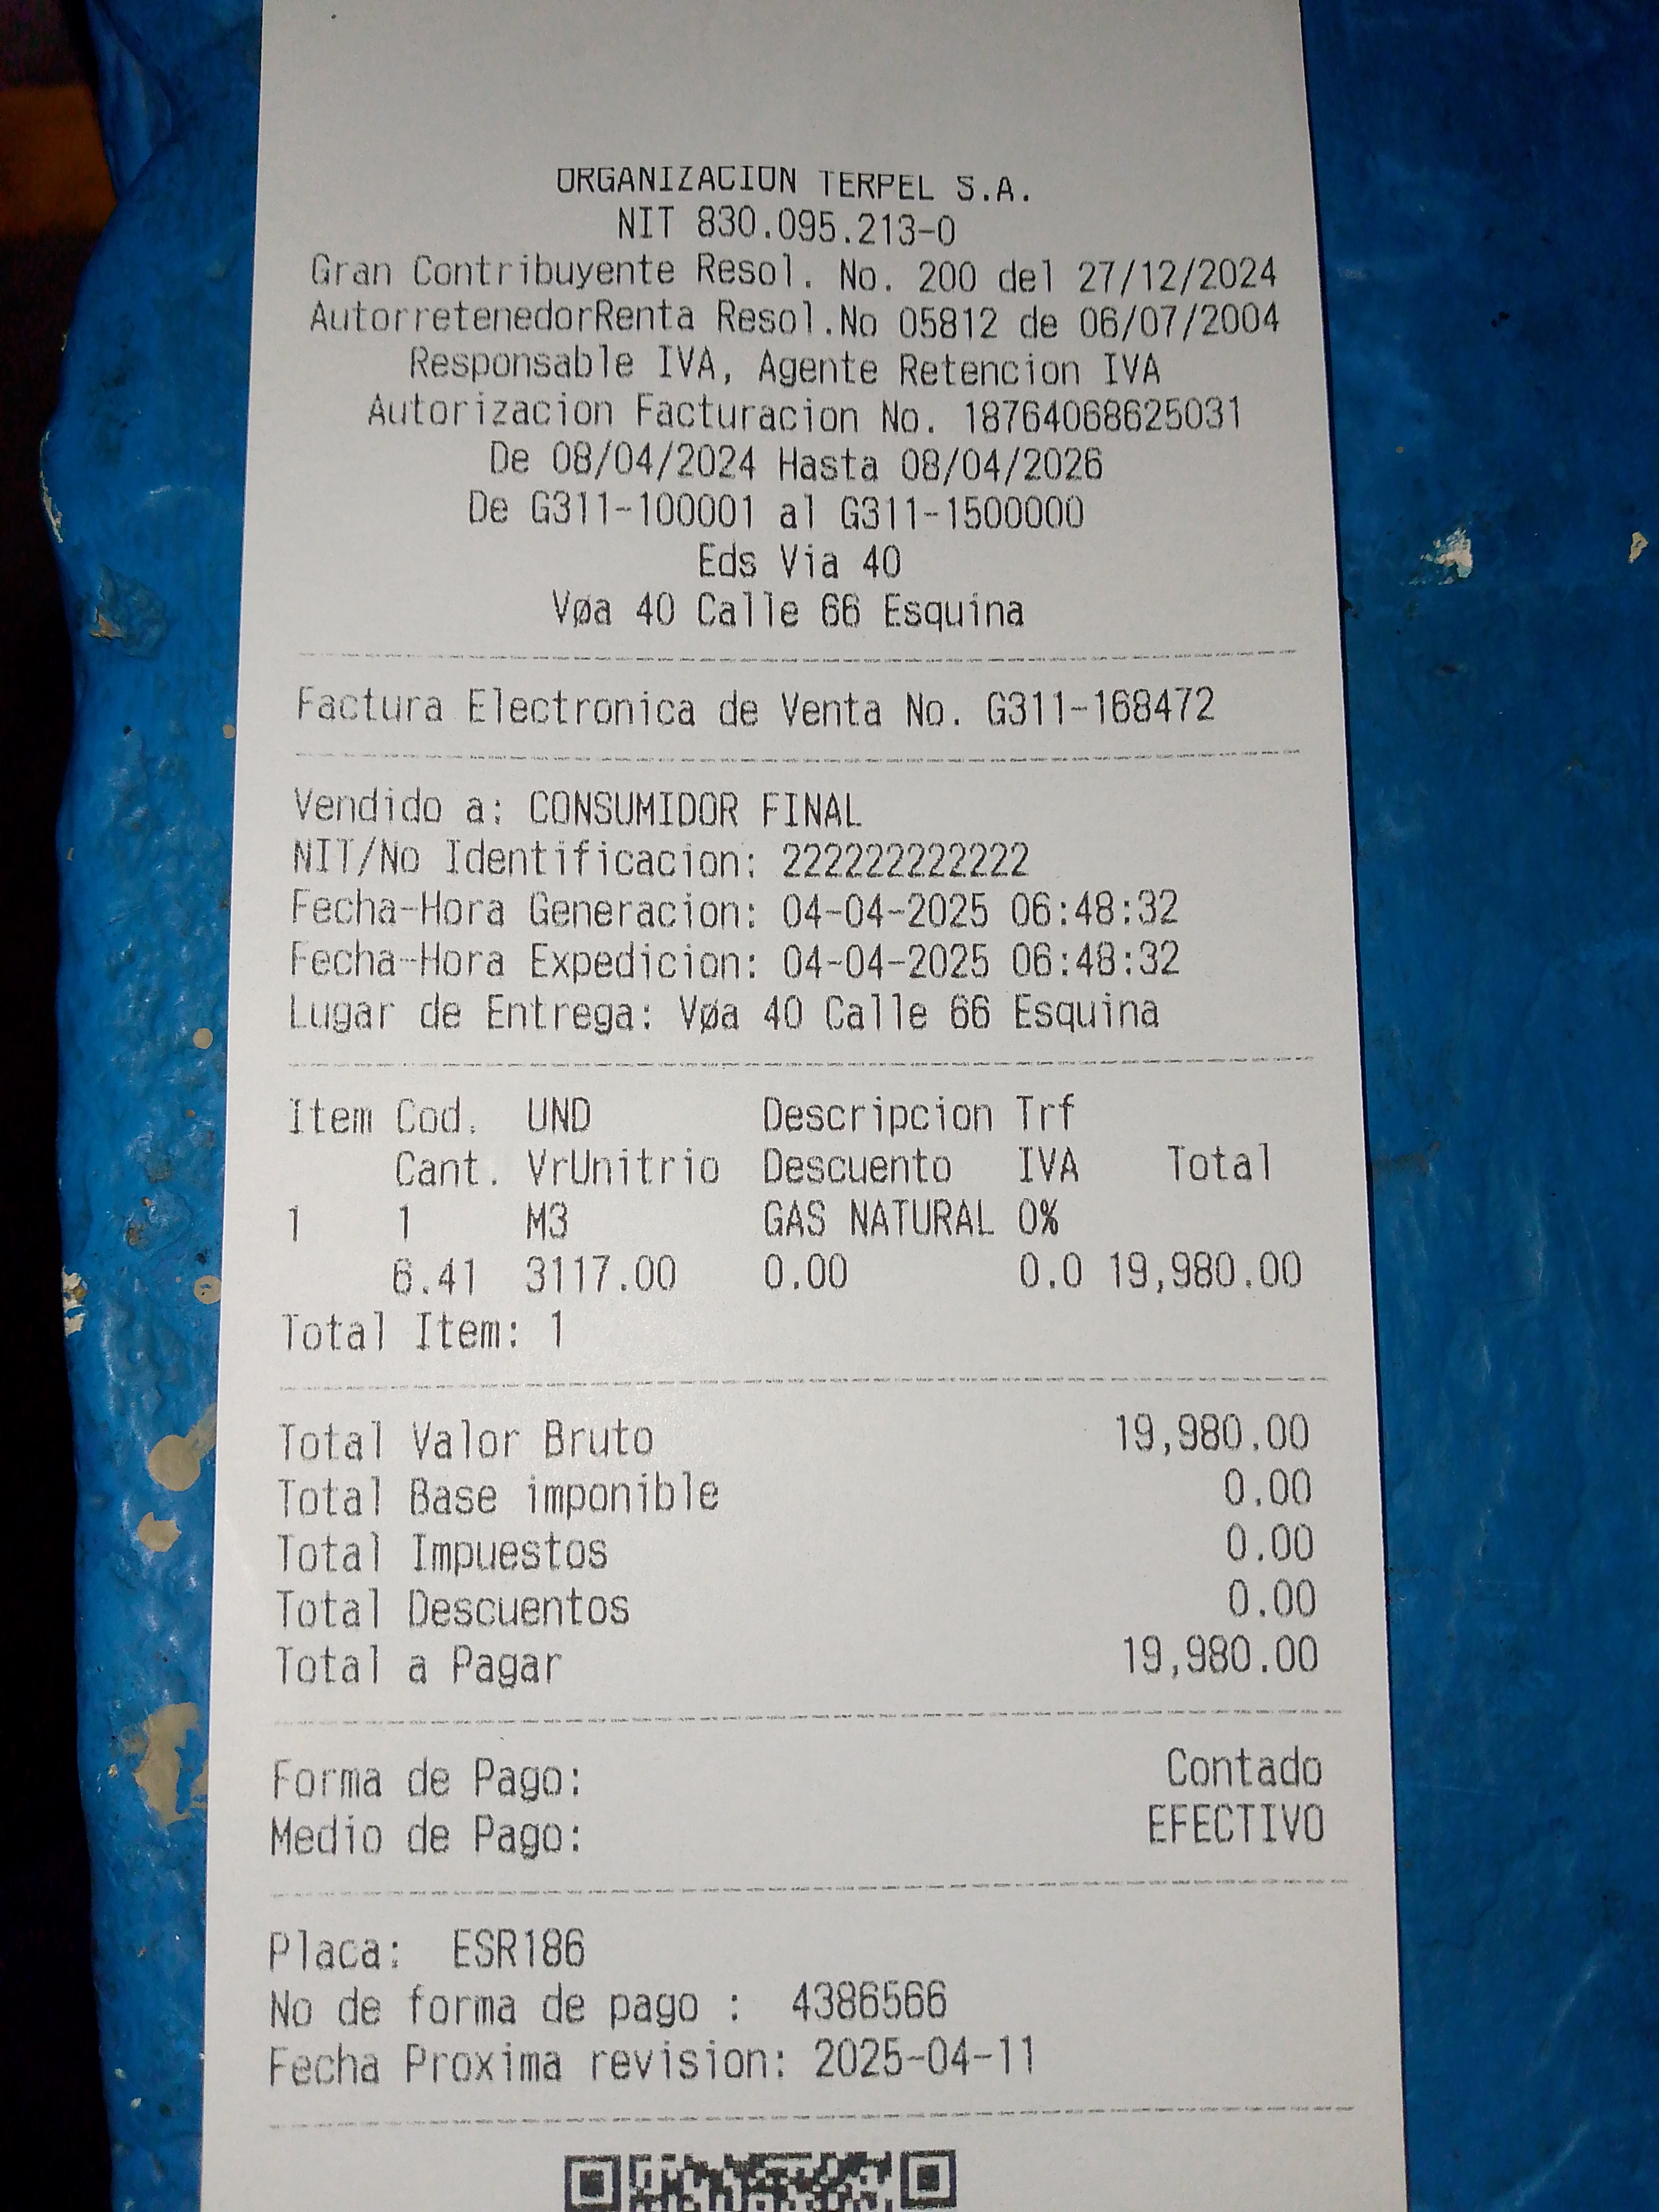 ORGANIZACION TERPEL S.A.
NIT 830.095.213-0
Gran Contribuyente Resol. No. 200 del 27/12/2024
AutorretenedorRenta Resol.No 05812 de 06/07/2004
Responsable IVA, Agente Retencion IVA
Autorizacion Facturacion No. 18764068625031
De 08/04/2024 Hasta 08/04/2026
De G311-100001 al G311-1500000
Eds Via 40
Vøa 40 Calle 66 Esquina
Factura Electronica de Venta No. G311-168472
Vendido a: CONSUMIDOR FINAL
NIT/No Identificacion: 222222222222
Fecha-Hora Generacion: 04-04-2025 06:48:32
Fecha-Hora Expedicion: 04-04-2025 06:48:32
Lugar de Entrega: Vøa 40 Calle 66 Esquina
Item Cod. UND Descripcion Trf
Cant. VrUnitrio Descuento IVA Total
1 1 M3 GAS NATURAL 0%
6.41 3117.00 0.00 0.0 19,980.00
Total Item: 1
Total Valor Bruto 19,980.00
Total Base imponible 0.00
Total Impuestos 0.00
Total Descuentos 0.00
Total a Pagar 19,980.00
Forma de Pago: Contado
Medio de Pago: EFECTIVO
Placa: ESR186
No de forma de pago : 4386566
Fecha Proxima revision: 2025-04-11